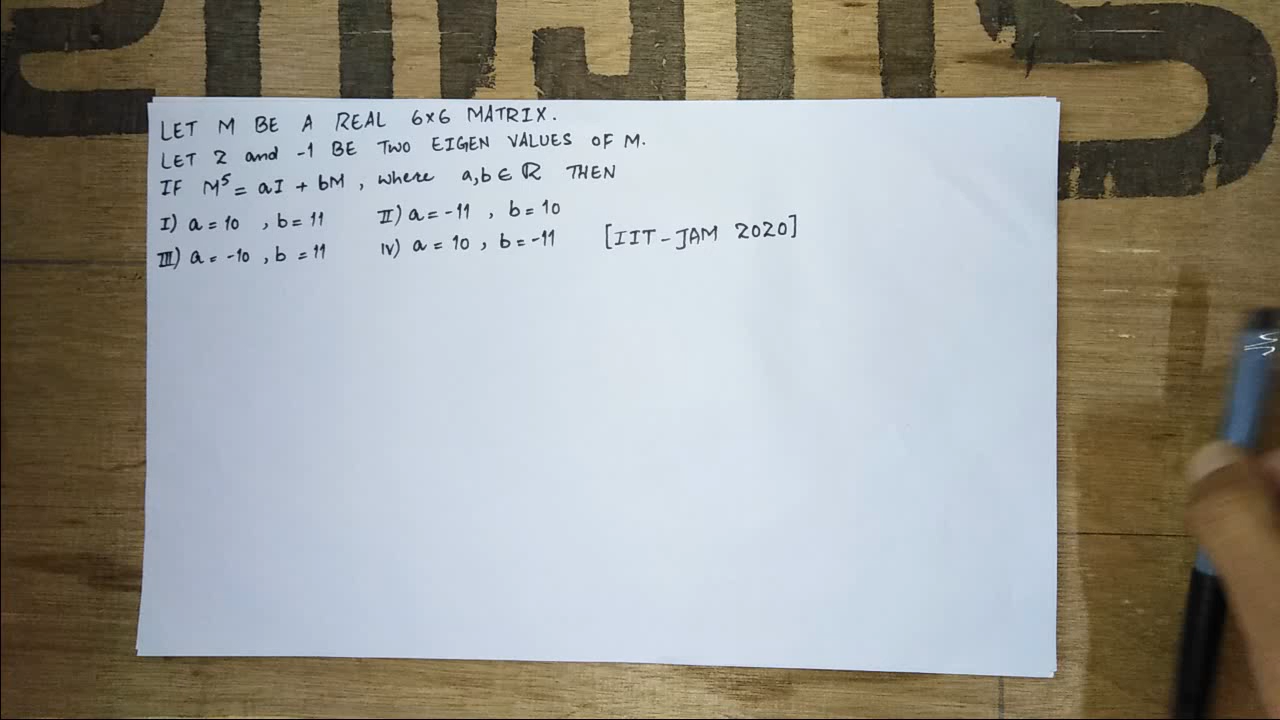 LET M BE A REAL 6×6 MATRIX.
LET 2 and -1 BE TWO EIGEN VALUES OF M.
IF M⁵ = aI + bM , where a,b ∈ ℝ THEN
I) a = 10 , b = 11 II) a = -11 , b = 10
III) a = -10 , b = 11 IV) a = 10 , b = -11 [IIT-JAM 2020]